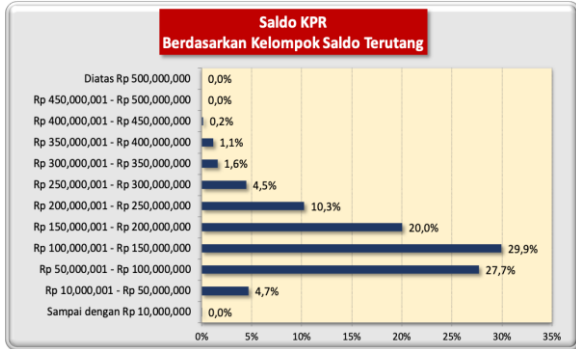 Saldo KPR
Berdasarkan Kelompok Saldo Terutang
Diatas Rp 500,000,000 0,0%
Rp 450,000,001 - Rp 500,000,000 0,0%
Rp 400,000,001 - Rp 450,000,000 0,2%
Rp 350,000,001 - Rp 400,000,000 1,1%
Rp 300,000,001 - Rp 350,000,000 1,6%
Rp 250,000,001 - Rp 300,000,000 4,5%
Rp 200,000,001 - Rp 250,000,000 10,3%
Rp 150,000,001 - Rp 200,000,000 20,0%
Rp 100,000,001 - Rp 150,000,000 29,9%
Rp 50,000,001 - Rp 100,000,000 27,7%
Rp 10,000,001 - Rp 50,000,000 4,7%
Sampai dengan Rp 10,000,000 0,0%
0% 5% 10% 15% 20% 25% 30% 35%